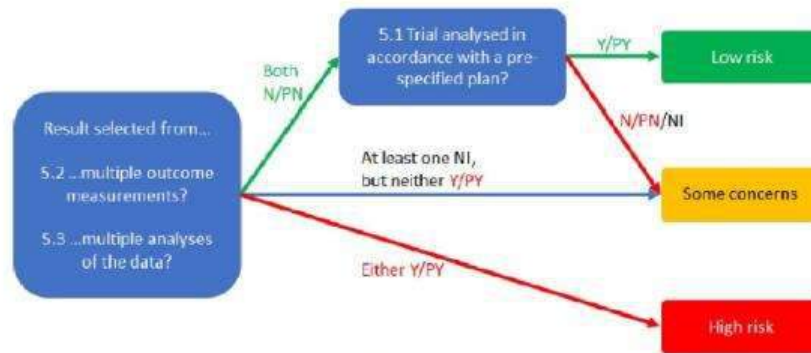 Result selected from...
5.2 ...multiple outcome
measurements?
5.3 ...multiple analyses
of the data?
Both
N/PN
5.1 Trial analysed in
accordance with a pre-
specified plan?
Y/PY
Low risk
N/PN/NI
At least one NI,
but neither Y/PY
Some concerns
Either Y/PY
High risk